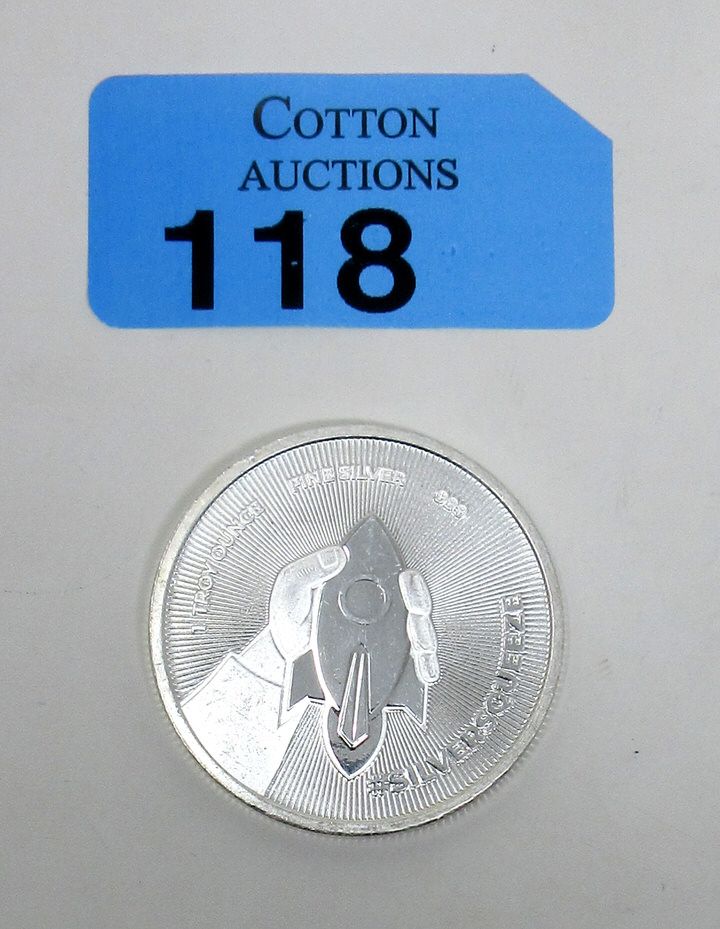 COTTON
AUCTIONS
118
1 TROY OUNCE FINE SILVER .999
#SILVERSQUEEZE